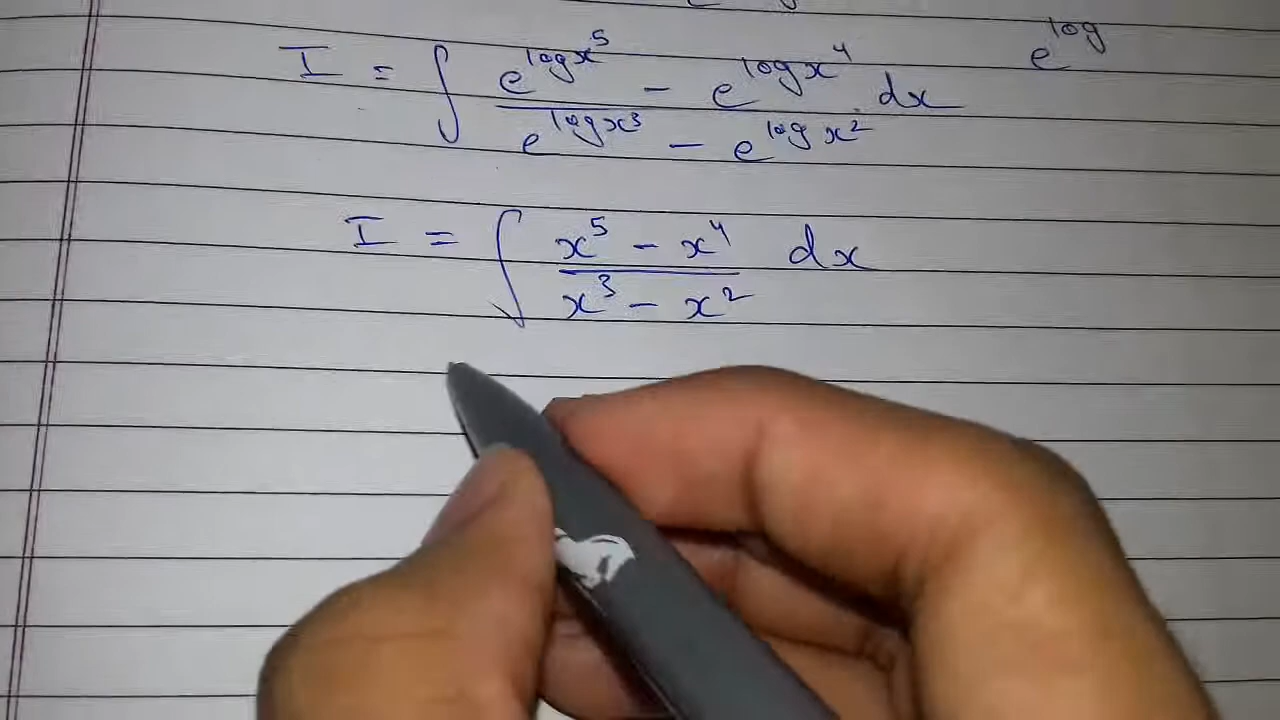 I = ∫ (e^{log x^5} − e^{log x^4}) / (e^{log x^3} − e^{log x^2}) dx e^{log}
I = ∫ (x^5 − x^4) / (x^3 − x^2) dx